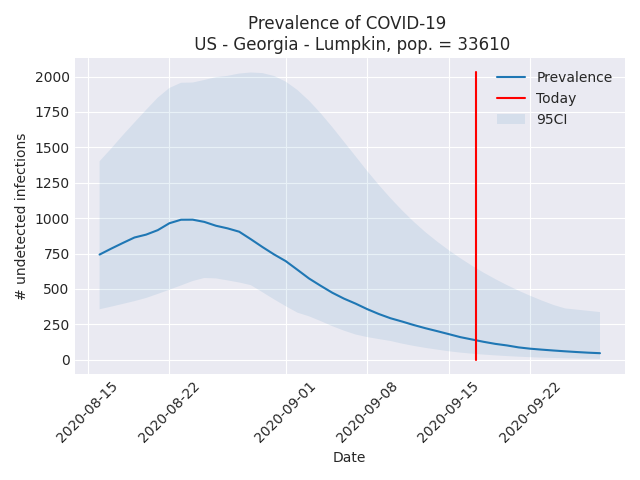 Prevalence of COVID-19
US - Georgia - Lumpkin, pop. = 33610
Prevalence
Today
95CI
# undetected infections
2000
1750
1500
1250
1000
750
500
250
0
2020-08-15
2020-08-22
2020-09-01
2020-09-08
2020-09-15
2020-09-22
Date